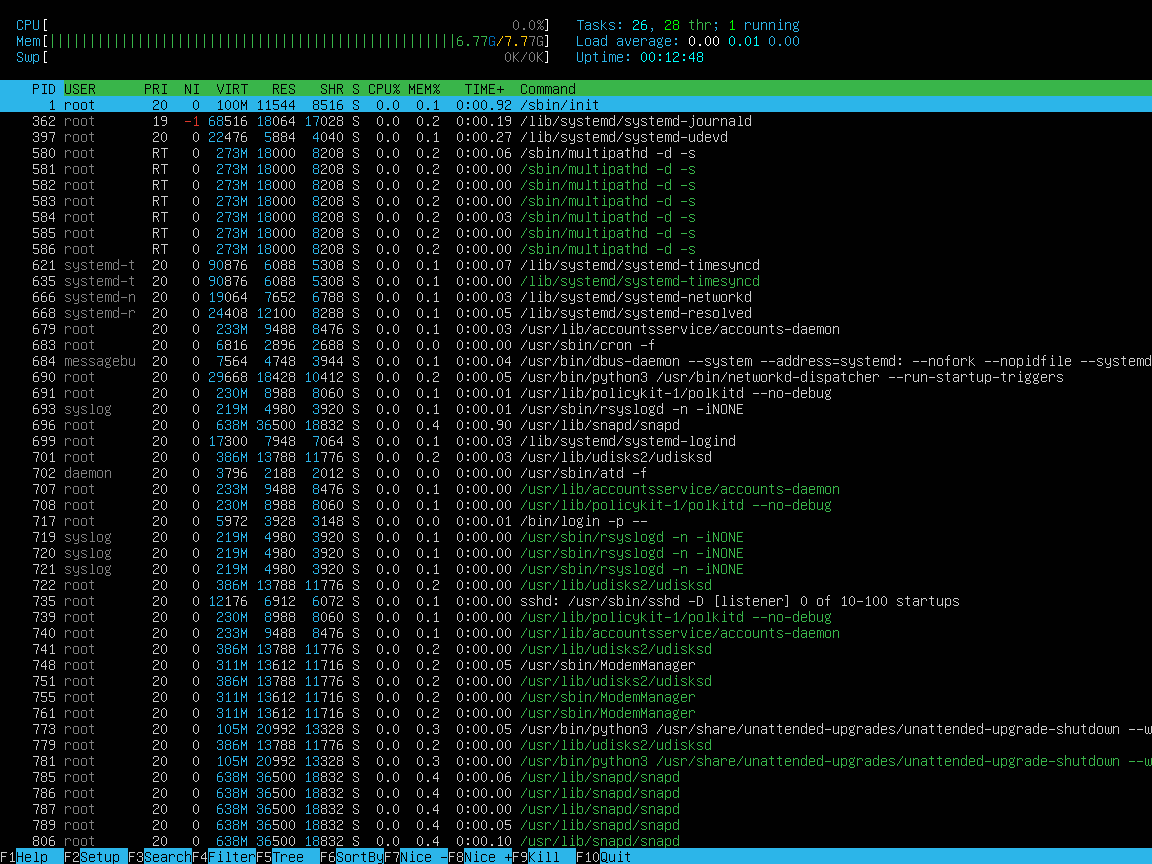 CPU[ 0.0%] Tasks: 26, 28 thr; 1 running
Mem[|||||||||||||||||||||||||||||||||||||||||||||||||||6.77G/7.77G] Load average: 0.00 0.01 0.00
Swp[ 0K/0K] Uptime: 00:12:48
PID USER PRI NI VIRT RES SHR S CPU% MEM% TIME+ Command
1 root 20 0 100M 11544 8516 S 0.0 0.1 0:00.92 /sbin/init
362 root 19 -1 68516 18064 17028 S 0.0 0.2 0:00.19 /lib/systemd/systemd-journald
397 root 20 0 22476 5884 4040 S 0.0 0.1 0:00.27 /lib/systemd/systemd-udevd
580 root RT 0 273M 18000 8208 S 0.0 0.2 0:00.06 /sbin/multipathd -d -s
581 root RT 0 273M 18000 8208 S 0.0 0.2 0:00.00 /sbin/multipathd -d -s
582 root RT 0 273M 18000 8208 S 0.0 0.2 0:00.00 /sbin/multipathd -d -s
583 root RT 0 273M 18000 8208 S 0.0 0.2 0:00.00 /sbin/multipathd -d -s
584 root RT 0 273M 18000 8208 S 0.0 0.2 0:00.03 /sbin/multipathd -d -s
585 root RT 0 273M 18000 8208 S 0.0 0.2 0:00.00 /sbin/multipathd -d -s
586 root RT 0 273M 18000 8208 S 0.0 0.2 0:00.00 /sbin/multipathd -d -s
621 systemd-t 20 0 90876 6088 5308 S 0.0 0.1 0:00.07 /lib/systemd/systemd-timesyncd
635 systemd-t 20 0 90876 6088 5308 S 0.0 0.1 0:00.00 /lib/systemd/systemd-timesyncd
666 systemd-n 20 0 19064 7652 6788 S 0.0 0.1 0:00.03 /lib/systemd/systemd-networkd
668 systemd-r 20 0 24408 12100 8288 S 0.0 0.1 0:00.05 /lib/systemd/systemd-resolved
679 root 20 0 233M 9488 8476 S 0.0 0.1 0:00.03 /usr/lib/accountsservice/accounts-daemon
683 root 20 0 6816 2896 2688 S 0.0 0.0 0:00.00 /usr/sbin/cron -f
684 messagebu 20 0 7564 4748 3944 S 0.0 0.1 0:00.04 /usr/bin/dbus-daemon --system --address=systemd: --nofork --nopidfile --systemd
690 root 20 0 29668 18428 10412 S 0.0 0.2 0:00.05 /usr/bin/python3 /usr/bin/networkd-dispatcher --run-startup-triggers
691 root 20 0 230M 8988 8060 S 0.0 0.1 0:00.01 /usr/lib/policykit-1/polkitd --no-debug
693 syslog 20 0 219M 4980 3920 S 0.0 0.1 0:00.01 /usr/sbin/rsyslogd -n -iNONE
696 root 20 0 638M 36500 18832 S 0.0 0.4 0:00.90 /usr/lib/snapd/snapd
699 root 20 0 17300 7948 7064 S 0.0 0.1 0:00.03 /lib/systemd/systemd-logind
701 root 20 0 386M 13788 11776 S 0.0 0.2 0:00.03 /usr/lib/udisks2/udisksd
702 daemon 20 0 3796 2188 2012 S 0.0 0.0 0:00.00 /usr/sbin/atd -f
707 root 20 0 233M 9488 8476 S 0.0 0.1 0:00.00 /usr/lib/accountsservice/accounts-daemon
708 root 20 0 230M 8988 8060 S 0.0 0.1 0:00.00 /usr/lib/policykit-1/polkitd --no-debug
717 root 20 0 5972 3928 3148 S 0.0 0.0 0:00.01 /bin/login -p --
719 syslog 20 0 219M 4980 3920 S 0.0 0.1 0:00.00 /usr/sbin/rsyslogd -n -iNONE
720 syslog 20 0 219M 4980 3920 S 0.0 0.1 0:00.00 /usr/sbin/rsyslogd -n -iNONE
721 syslog 20 0 219M 4980 3920 S 0.0 0.1 0:00.00 /usr/sbin/rsyslogd -n -iNONE
722 root 20 0 386M 13788 11776 S 0.0 0.2 0:00.00 /usr/lib/udisks2/udisksd
735 root 20 0 12176 6912 6072 S 0.0 0.1 0:00.00 sshd: /usr/sbin/sshd -D [listener] 0 of 10-100 startups
739 root 20 0 230M 8988 8060 S 0.0 0.1 0:00.00 /usr/lib/policykit-1/polkitd --no-debug
740 root 20 0 233M 9488 8476 S 0.0 0.1 0:00.00 /usr/lib/accountsservice/accounts-daemon
741 root 20 0 386M 13788 11776 S 0.0 0.2 0:00.00 /usr/lib/udisks2/udisksd
748 root 20 0 311M 13612 11716 S 0.0 0.2 0:00.05 /usr/sbin/ModemManager
751 root 20 0 386M 13788 11776 S 0.0 0.2 0:00.00 /usr/lib/udisks2/udisksd
755 root 20 0 311M 13612 11716 S 0.0 0.2 0:00.00 /usr/sbin/ModemManager
761 root 20 0 311M 13612 11716 S 0.0 0.2 0:00.00 /usr/sbin/ModemManager
773 root 20 0 105M 20992 13328 S 0.0 0.3 0:00.05 /usr/bin/python3 /usr/share/unattended-upgrades/unattended-upgrade-shutdown --w
779 root 20 0 386M 13788 11776 S 0.0 0.2 0:00.00 /usr/lib/udisks2/udisksd
781 root 20 0 105M 20992 13328 S 0.0 0.3 0:00.00 /usr/bin/python3 /usr/share/unattended-upgrades/unattended-upgrade-shutdown --w
785 root 20 0 638M 36500 18832 S 0.0 0.4 0:00.06 /usr/lib/snapd/snapd
786 root 20 0 638M 36500 18832 S 0.0 0.4 0:00.00 /usr/lib/snapd/snapd
787 root 20 0 638M 36500 18832 S 0.0 0.4 0:00.00 /usr/lib/snapd/snapd
789 root 20 0 638M 36500 18832 S 0.0 0.4 0:00.05 /usr/lib/snapd/snapd
806 root 20 0 638M 36500 18832 S 0.0 0.4 0:00.10 /usr/lib/snapd/snapd
F1Help F2Setup F3SearchF4FilterF5Tree F6SortByF7Nice -F8Nice +F9Kill F10Quit